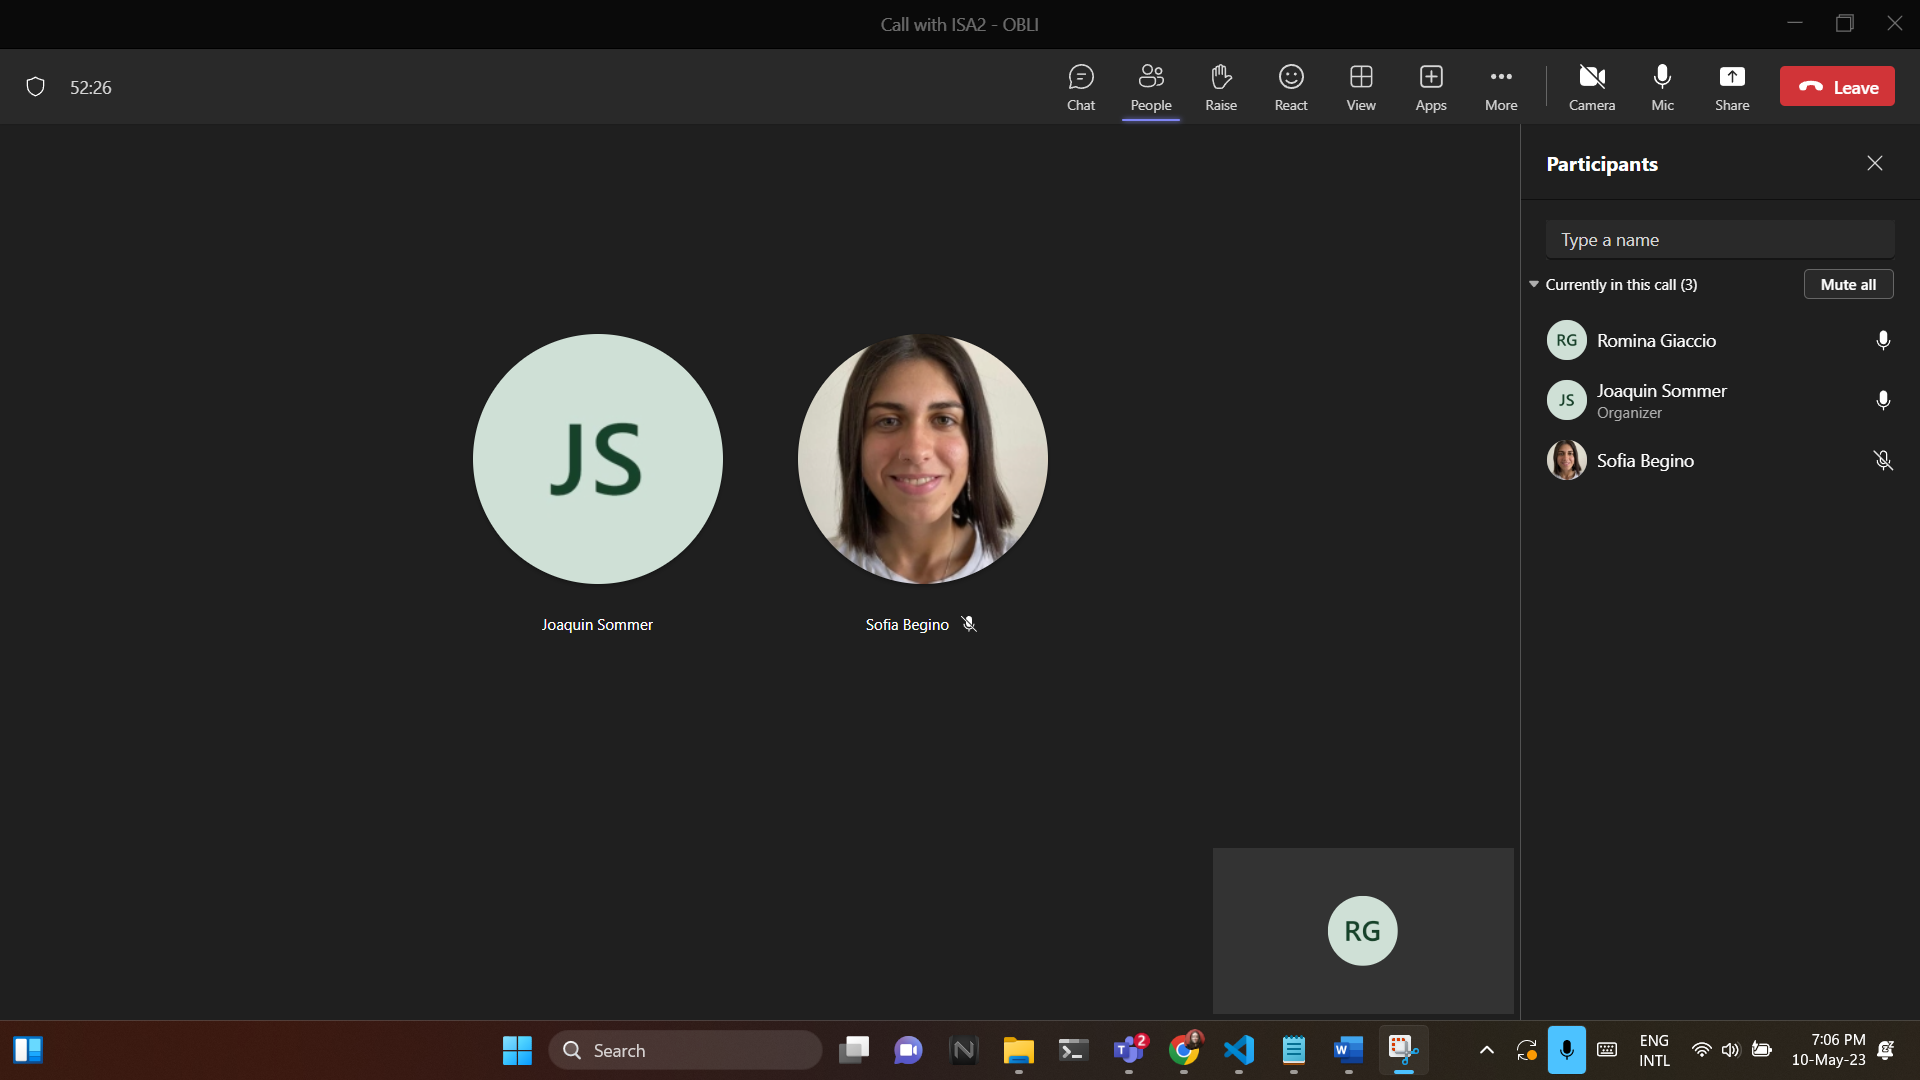 Call with ISA2 - OBLI
52:26
Chat
People
Raise
React
View
Apps
More
Camera
Mic
Share
Leave
Participants
Type a name
Currently in this call (3)
Mute all
RG
Romina Giaccio
JS
Joaquin Sommer
Organizer
Sofia Begino
JS
Joaquin Sommer
Sofia Begino
RG
Search
2
ENG
INTL
7:06 PM
10-May-23